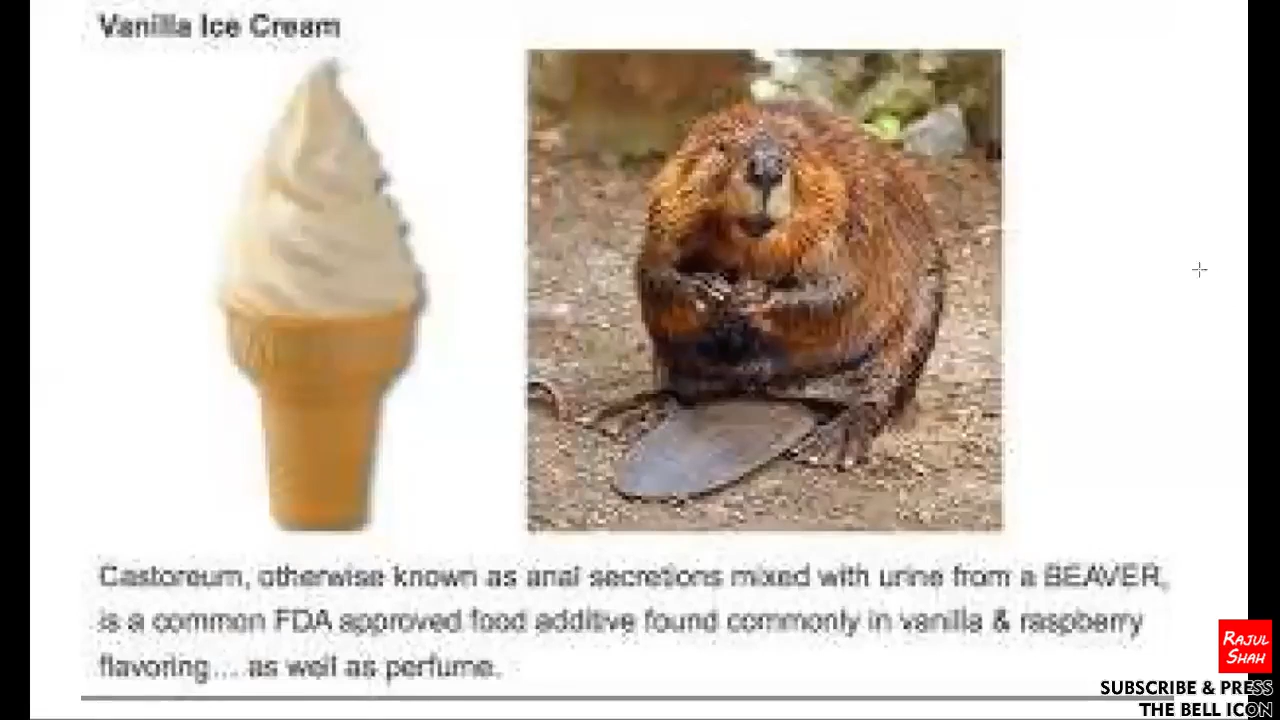 Vanilla Ice Cream
Castoreum, otherwise known as anal secretions mixed with urine from a BEAVER,
is a common FDA approved food additive found commonly in vanilla & raspberry
flavoring... as well as perfume.
RAJUL
SHAH
SUBSCRIBE & PRESS
THE BELL ICON